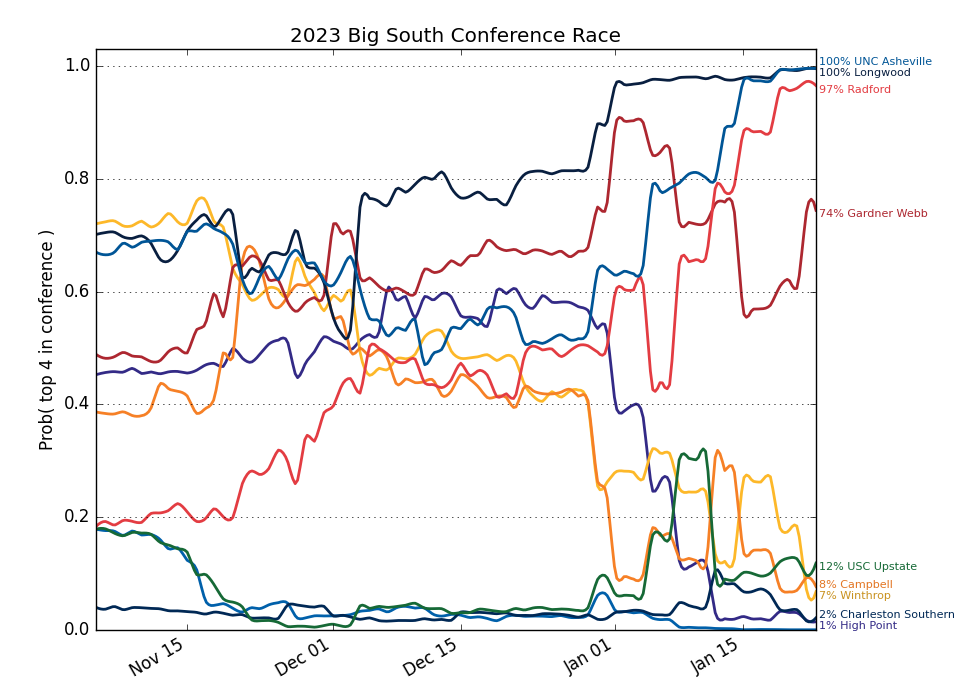 2023 Big South Conference Race
Prob( top 4 in conference )
1.0
0.8
0.6
0.4
0.2
0.0
Nov 15
Dec 01
Dec 15
Jan 01
Jan 15
100% UNC Asheville
100% Longwood
97% Radford
74% Gardner Webb
12% USC Upstate
8% Campbell
7% Winthrop
2% Charleston Southern
1% High Point